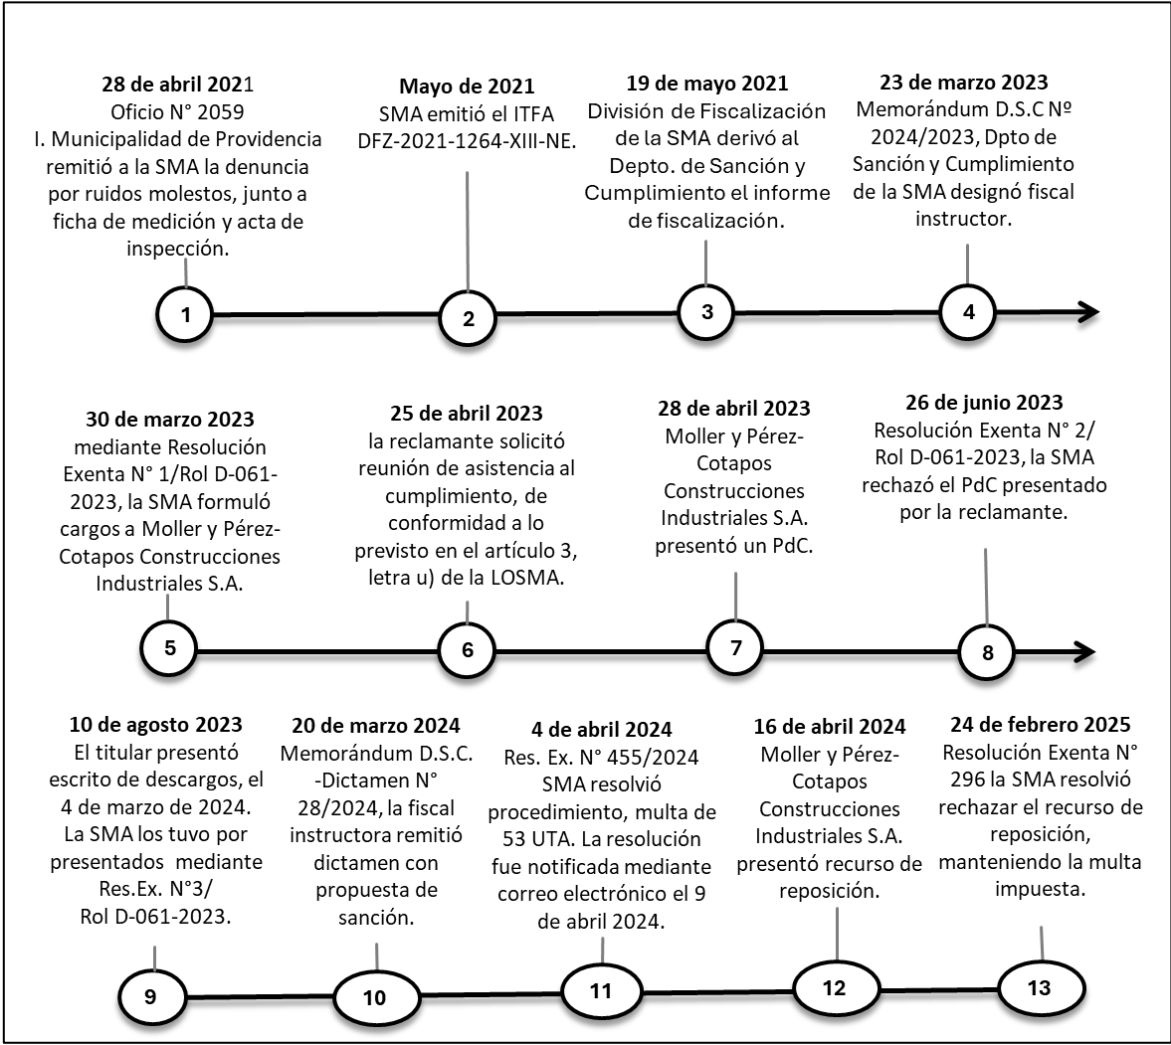 28 de abril 2021
Oficio N° 2059
I. Municipalidad de Providencia
remitió a la SMA la denuncia
por ruidos molestos, junto a
ficha de medición y acta de
inspección.
1
Mayo de 2021
SMA emitió el ITFA
DFZ-2021-1264-XIII-NE.
2
19 de mayo 2021
División de Fiscalización
de la SMA derivó al
Depto. de Sanción y
Cumplimiento el informe
de fiscalización.
3
23 de marzo 2023
Memorándum D.S.C Nº
2024/2023, Dpto de
Sanción y Cumplimiento
de la SMA designó fiscal
instructor.
4
30 de marzo 2023
mediante Resolución
Exenta N° 1/Rol D-061-
2023, la SMA formuló
cargos a Moller y Pérez-
Cotapos Construcciones
Industriales S.A.
5
25 de abril 2023
la reclamante solicitó
reunión de asistencia al
cumplimiento, de
conformidad a lo
previsto en el artículo 3,
letra u) de la LOSMA.
6
28 de abril 2023
Moller y Pérez-
Cotapos
Construcciones
Industriales S.A.
presentó un PdC.
7
26 de junio 2023
Resolución Exenta N° 2/
Rol D-061-2023, la SMA
rechazó el PdC presentado
por la reclamante.
8
10 de agosto 2023
El titular presentó
escrito de descargos, el
4 de marzo de 2024.
La SMA los tuvo por
presentados mediante
Res.Ex. N°3/
Rol D-061-2023.
9
20 de marzo 2024
Memorándum D.S.C.
-Dictamen N°
28/2024, la fiscal
instructora remitió
dictamen con
propuesta de
sanción.
10
4 de abril 2024
Res. Ex. N° 455/2024
SMA resolvió
procedimiento, multa de
53 UTA. La resolución
fue notificada mediante
correo electrónico el 9
de abril 2024.
11
16 de abril 2024
Moller y Pérez-
Cotapos
Construcciones
Industriales S.A.
presentó recurso de
reposición.
12
24 de febrero 2025
Resolución Exenta N°
296 la SMA resolvió
rechazar el recurso de
reposición,
manteniendo la multa
impuesta.
13